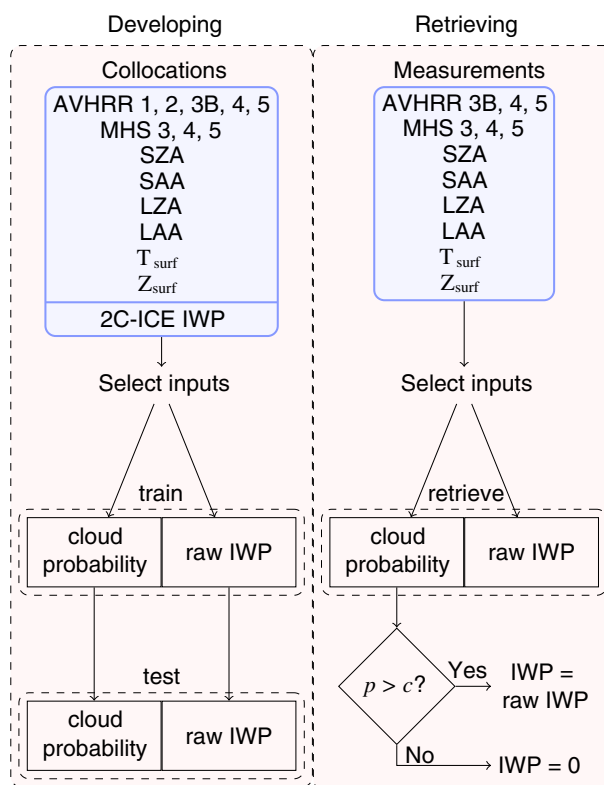 Developing
Collocations
AVHRR 1, 2, 3B, 4, 5
MHS 3, 4, 5
SZA
SAA
LZA
LAA
T surf
Z surf
2C-ICE IWP
Select inputs
train
cloud
probability
raw IWP
test
cloud
probability
raw IWP
Retrieving
Measurements
AVHRR 3B, 4, 5
MHS 3, 4, 5
SZA
SAA
LZA
LAA
T surf
Z surf
Select inputs
retrieve
cloud
probability
raw IWP
p > c?
Yes
IWP =
raw IWP
No
IWP = 0